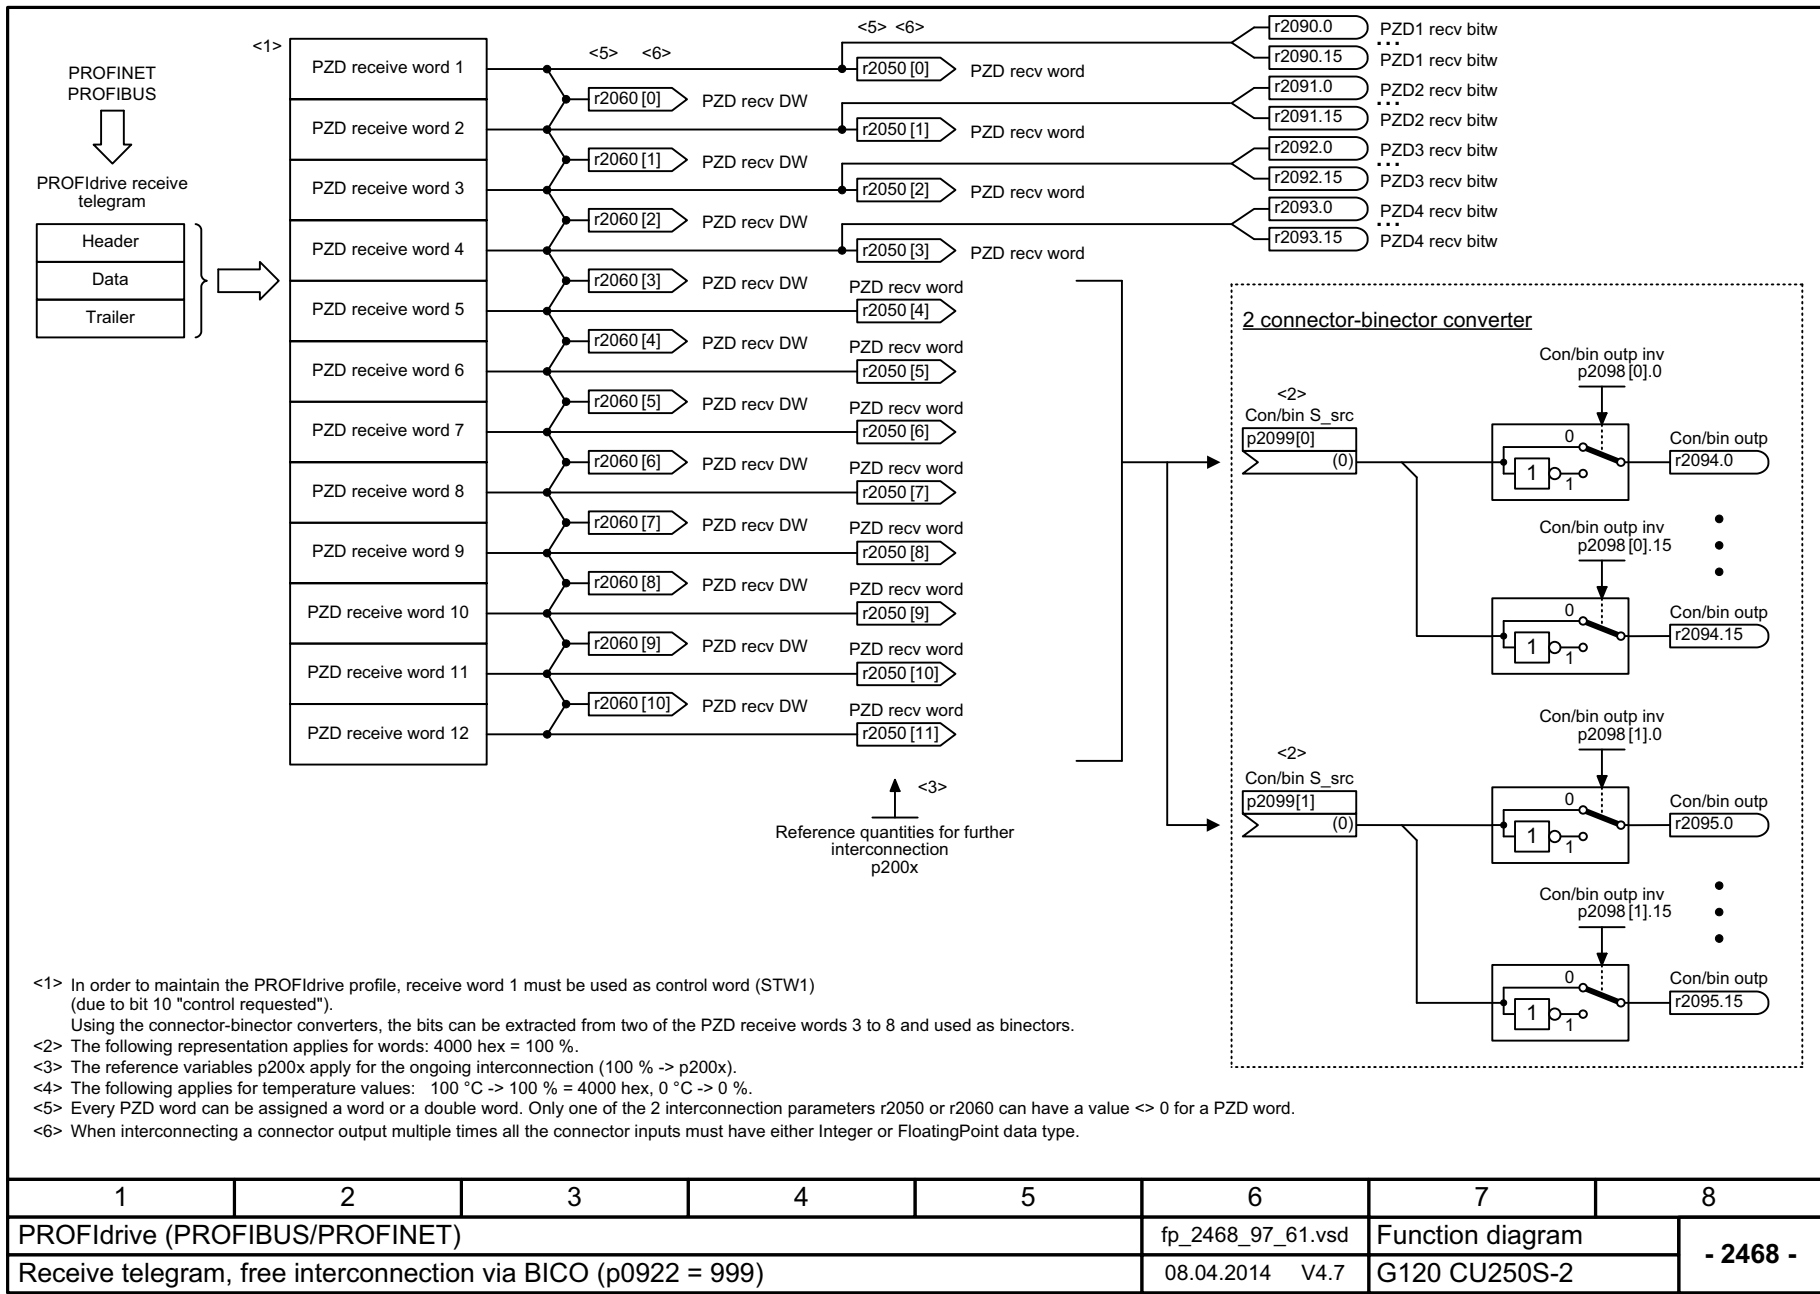 <1>
PROFINET
PROFIBUS
PROFIdrive receive
telegram
Header
Data
Trailer
PZD receive word 1
PZD receive word 2
PZD receive word 3
PZD receive word 4
PZD receive word 5
PZD receive word 6
PZD receive word 7
PZD receive word 8
PZD receive word 9
PZD receive word 10
PZD receive word 11
PZD receive word 12
<5> <6>
r2060 [0] PZD recv DW
r2060 [1] PZD recv DW
r2060 [2] PZD recv DW
r2060 [3] PZD recv DW
r2060 [4] PZD recv DW
r2060 [5] PZD recv DW
r2060 [6] PZD recv DW
r2060 [7] PZD recv DW
r2060 [8] PZD recv DW
r2060 [9] PZD recv DW
r2060 [10] PZD recv DW
<5> <6>
r2050 [0] PZD recv word
r2050 [1] PZD recv word
r2050 [2] PZD recv word
r2050 [3] PZD recv word
PZD recv word
r2050 [4]
PZD recv word
r2050 [5]
PZD recv word
r2050 [6]
PZD recv word
r2050 [7]
PZD recv word
r2050 [8]
PZD recv word
r2050 [9]
PZD recv word
r2050 [10]
PZD recv word
r2050 [11]
<3>
Reference quantities for further
interconnection
p200x
r2090.0 PZD1 recv bitw
...
r2090.15 PZD1 recv bitw
r2091.0 PZD2 recv bitw
...
r2091.15 PZD2 recv bitw
r2092.0 PZD3 recv bitw
...
r2092.15 PZD3 recv bitw
r2093.0 PZD4 recv bitw
...
r2093.15 PZD4 recv bitw
2 connector-binector converter
Con/bin outp inv
p2098 [0].0
<2>
Con/bin S_src
p2099[0]
(0)
0
1
1
Con/bin outp
r2094.0
Con/bin outp inv
p2098 [0].15
0
1
1
Con/bin outp
r2094.15
Con/bin outp inv
p2098 [1].0
<2>
Con/bin S_src
p2099[1]
(0)
0
1
1
Con/bin outp
r2095.0
Con/bin outp inv
p2098 [1].15
0
1
1
Con/bin outp
r2095.15
<1> In order to maintain the PROFIdrive profile, receive word 1 must be used as control word (STW1)
(due to bit 10 "control requested").
Using the connector-binector converters, the bits can be extracted from two of the PZD receive words 3 to 8 and used as binectors.
<2> The following representation applies for words: 4000 hex = 100 %.
<3> The reference variables p200x apply for the ongoing interconnection (100 % -> p200x).
<4> The following applies for temperature values: 100 °C -> 100 % = 4000 hex, 0 °C -> 0 %.
<5> Every PZD word can be assigned a word or a double word. Only one of the 2 interconnection parameters r2050 or r2060 can have a value <> 0 for a PZD word.
<6> When interconnecting a connector output multiple times all the connector inputs must have either Integer or FloatingPoint data type.
1 2 3 4 5 6 7 8
PROFIdrive (PROFIBUS/PROFINET) fp_2468_97_61.vsd Function diagram
- 2468 -
Receive telegram, free interconnection via BICO (p0922 = 999) 08.04.2014 V4.7 G120 CU250S-2